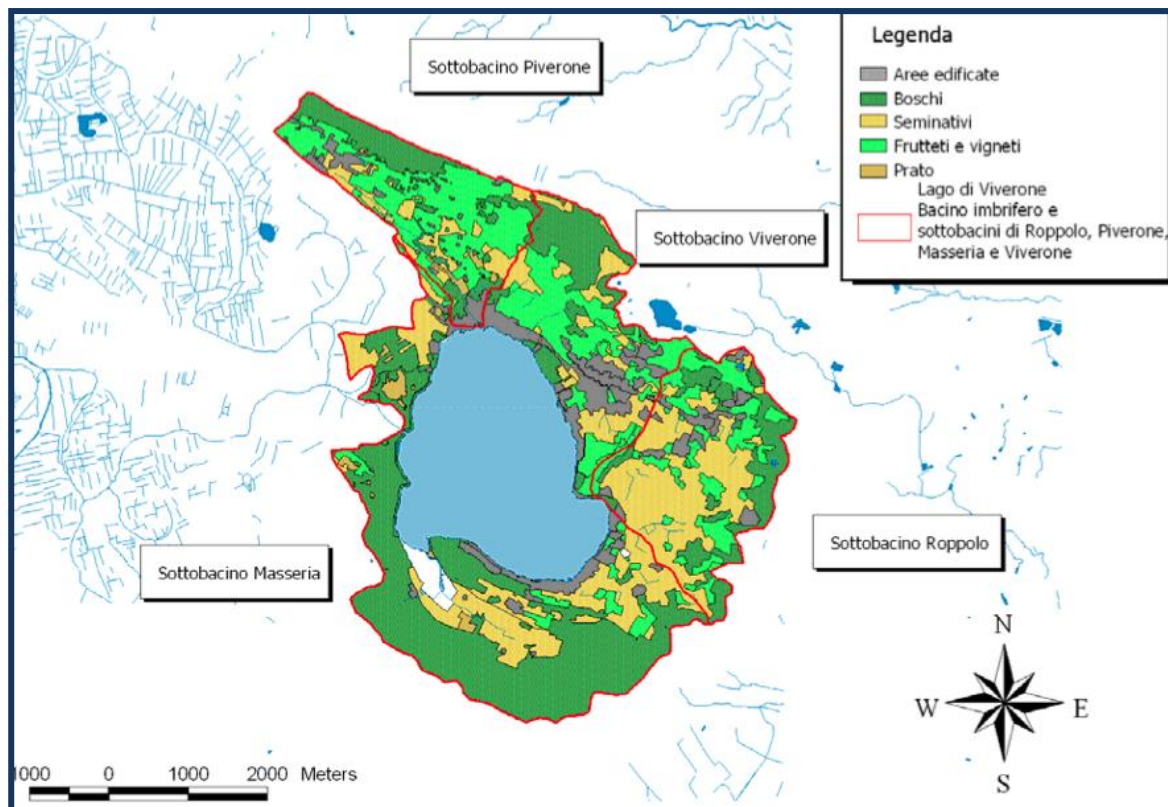 Sottobacino Piverone
Legenda
Aree edificate
Boschi
Seminativi
Frutteti e vigneti
Prato
Lago di Viverone
Bacino imbrifero e
sottobacini di Roppolo, Piverone,
Masseria e Viverone
Sottobacino Viverone
Sottobacino Roppolo
Sottobacino Masseria
N
W
E
S
1000 0 1000 2000 Meters